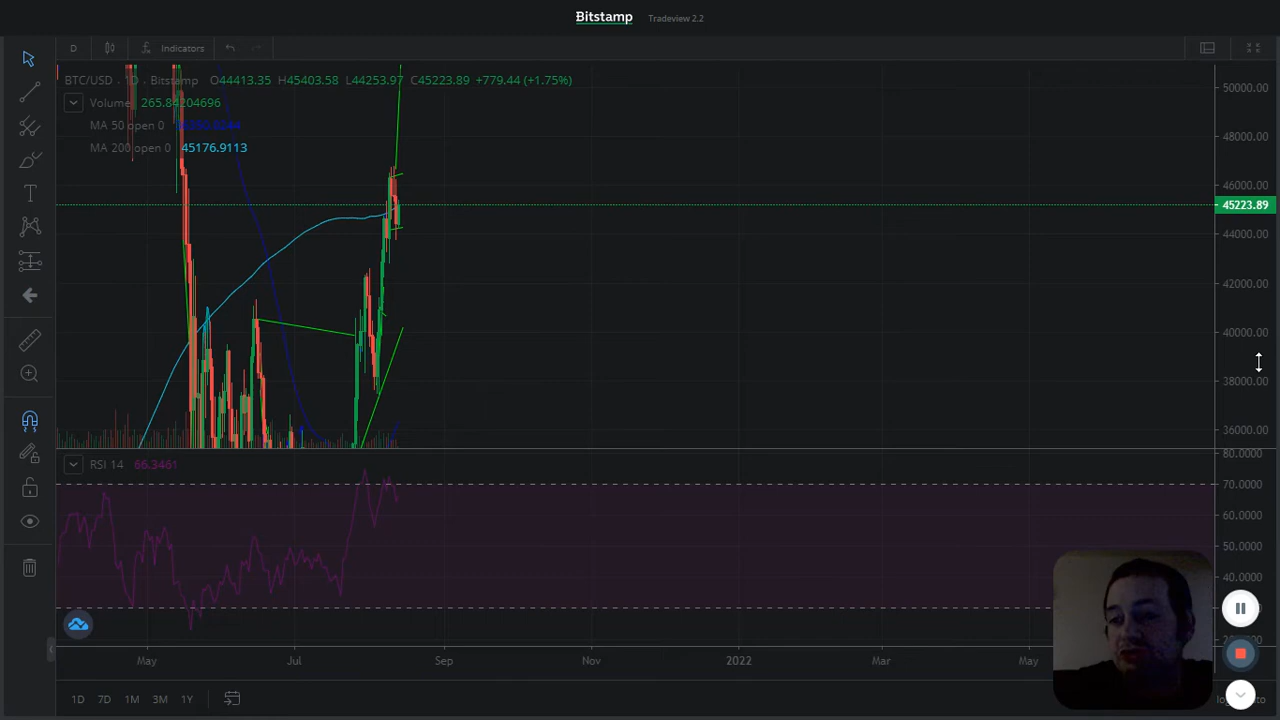 Bitstamp Tradeview 2.2
D Indicators
BTC/USD · 1D · Bitstamp O44413.35 H45403.58 L44253.97 C45223.89 +779.44 (+1.75%)
Volume 265.84204696
MA 50 open 0
MA 200 open 0 45176.9113
50000.00
48000.00
46000.00
45223.89
44000.00
42000.00
40000.00
38000.00
36000.00
RSI 14 66.3461
80.0000
70.0000
60.0000
50.0000
40.0000
May Jul Sep Nov 2022 Mar May
1D 7D 1M 3M 1Y